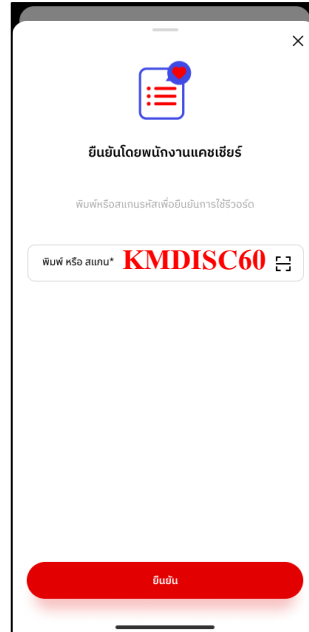 ยืนยันโดยพนักงานแคชเชียร์
พิมพ์หรือสแกนรหัสเพื่อยืนยันการใช้รีวอร์ด
พิมพ์ หรือ สแกน* KMDISC60
ยืนยัน